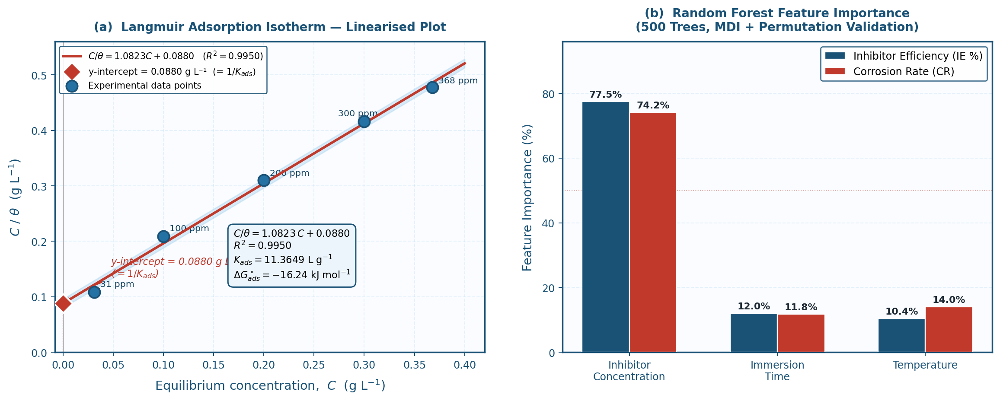 (a)  Langmuir Adsorption Isotherm — Linearised Plot
C/θ = 1.0823C + 0.0880   (R² = 0.9950)
y-intercept = 0.0880 g L⁻¹  (= 1/K_ads)
Experimental data points
C / θ  (g L⁻¹)
0.5
0.4
0.3
0.2
0.1
0.0
368 ppm
300 ppm
200 ppm
100 ppm
31 ppm
y-intercept = 0.0880 g
(= 1/K_ads)
C/θ = 1.0823 C + 0.0880
R² = 0.9950
K_ads = 11.3649 L g⁻¹
ΔG°_ads = −16.24 kJ mol⁻¹
0.00 0.05 0.10 0.15 0.20 0.25 0.30 0.35 0.40
Equilibrium concentration,  C  (g L⁻¹)
(b)  Random Forest Feature Importance
(500 Trees, MDI + Permutation Validation)
Inhibitor Efficiency (IE %)
Corrosion Rate (CR)
Feature Importance (%)
80
60
40
20
0
77.5%
74.2%
12.0%
11.8%
10.4%
14.0%
Inhibitor
Concentration
Immersion
Time
Temperature